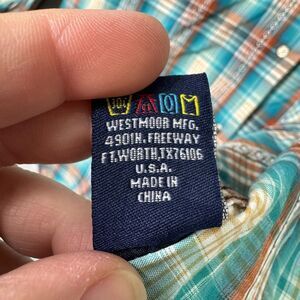 WESTMOOR MFG.
4901N. FREEWAY
FT.WORTH,TX76106
U.S.A.
MADE IN
CHINA